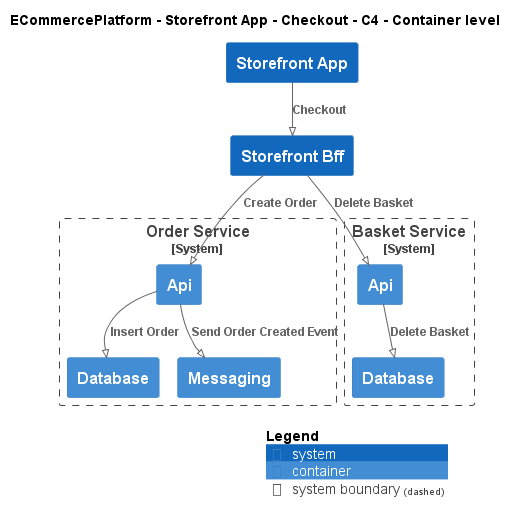 ECommercePlatform - Storefront App - Checkout - C4 - Container level
Storefront App
Checkout
Storefront Bff
Create Order
Delete Basket
Order Service
[System]
Basket Service
[System]
Api
Api
Insert Order
Send Order Created Event
Delete Basket
Database
Messaging
Database
Legend
system
container
system boundary (dashed)